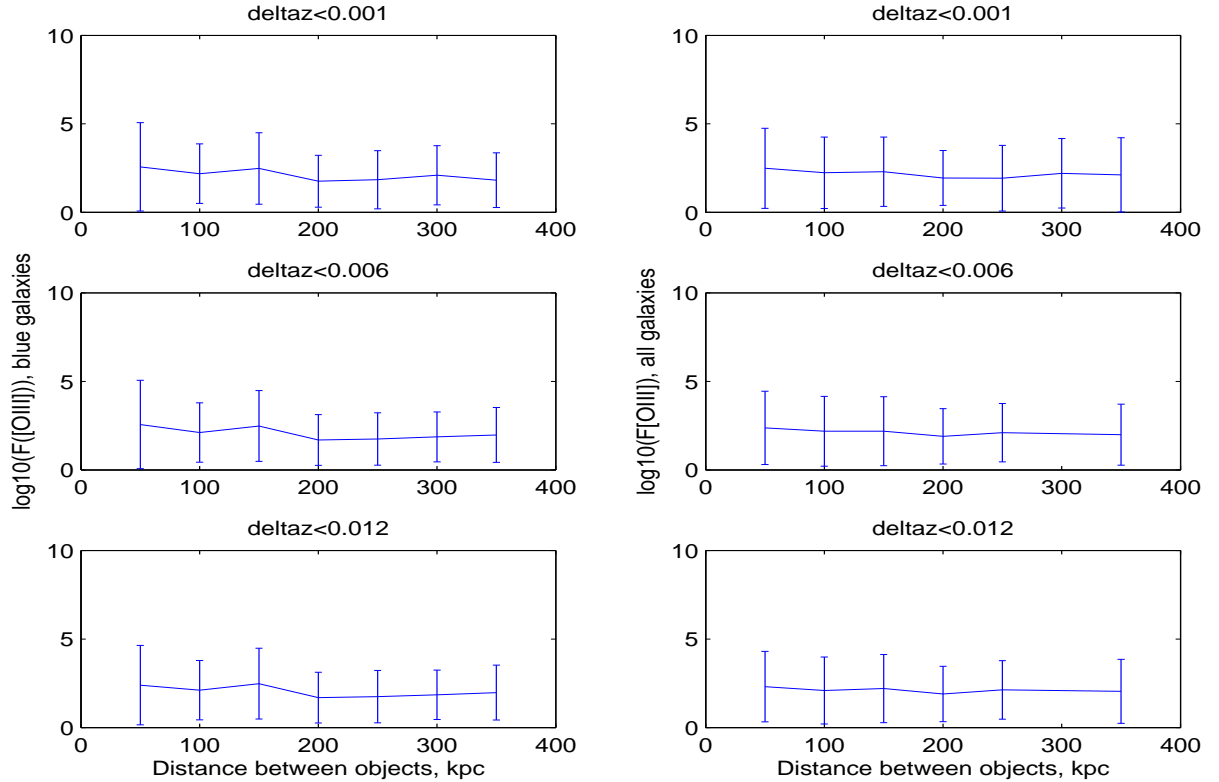 deltaz<0.001
10
5
0
0 100 200 300 400
deltaz<0.001
10
5
0
0 100 200 300 400
log10(F([OIII])), blue galaxies
deltaz<0.006
10
5
0
0 100 200 300 400
log10(F[OIII]), all galaxies
deltaz<0.006
10
5
0
0 100 200 300 400
deltaz<0.012
10
5
0
0 100 200 300 400
Distance between objects, kpc
deltaz<0.012
10
5
0
0 100 200 300 400
Distance between objects, kpc